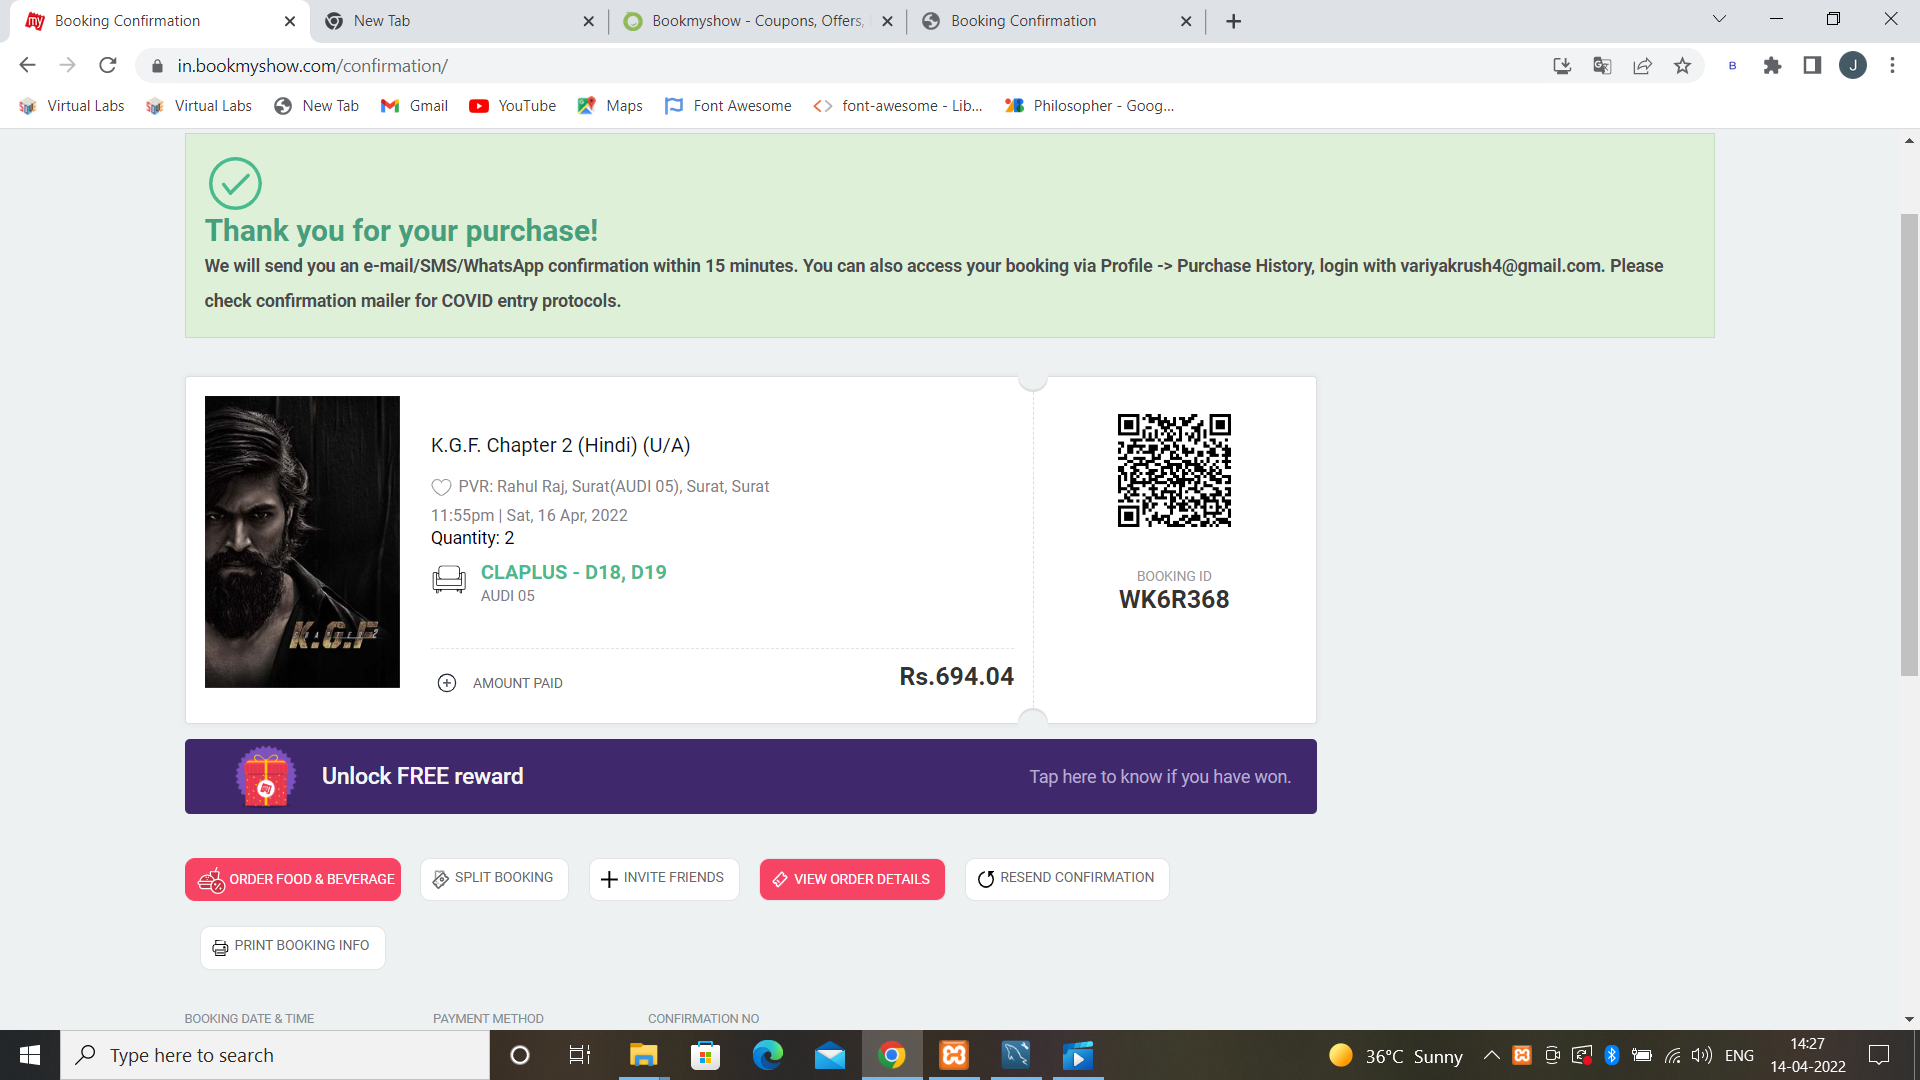 Booking Confirmation
New Tab
Bookmyshow - Coupons, Offers,
Booking Confirmation
in.bookmyshow.com/confirmation/
B
J
Virtual Labs
Virtual Labs
New Tab
Gmail
YouTube
Maps
Font Awesome
font-awesome - Lib...
Philosopher - Goog...
Thank you for your purchase!
We will send you an e-mail/SMS/WhatsApp confirmation within 15 minutes. You can also access your booking via Profile -> Purchase History, login with variyakrush4@gmail.com. Please
check confirmation mailer for COVID entry protocols.
K.G.F. Chapter 2 (Hindi) (U/A)
PVR: Rahul Raj, Surat(AUDI 05), Surat, Surat
11:55pm | Sat, 16 Apr, 2022
Quantity: 2
CLAPLUS - D18, D19
AUDI 05
K.G.F
CHAPTER 2
AMOUNT PAID
Rs.694.04
BOOKING ID
WK6R368
my
Unlock FREE reward
Tap here to know if you have won.
ORDER FOOD & BEVERAGE
SPLIT BOOKING
INVITE FRIENDS
VIEW ORDER DETAILS
RESEND CONFIRMATION
PRINT BOOKING INFO
BOOKING DATE & TIME
PAYMENT METHOD
CONFIRMATION NO
Type here to search
36°C Sunny
ENG
14:27
14-04-2022